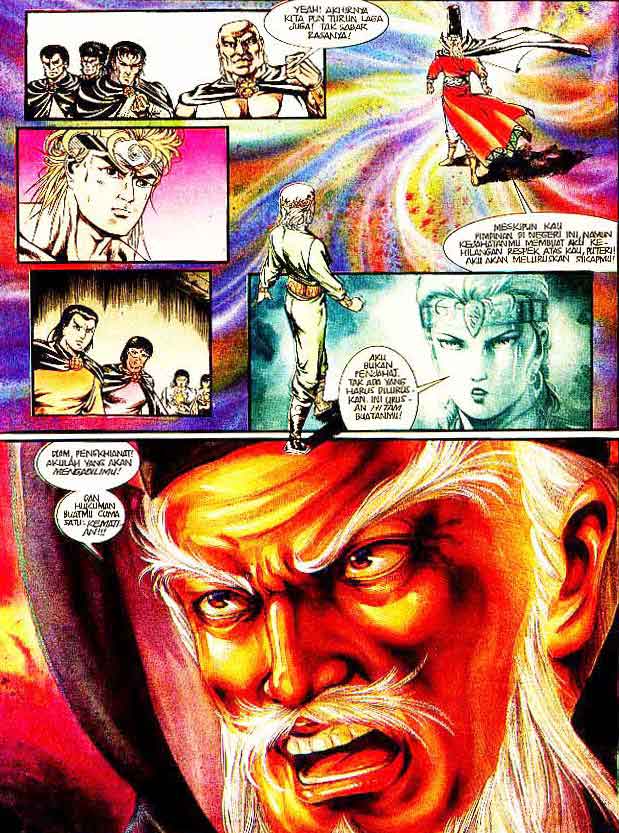 YEAH! AKHIRNYA
KITA PUN TURUN LAGA
JUGA! TAK SABAR
RASANYA!
MESKIPUN KAU
PIMPINAN DI NEGERI INI, NAMUN
KEJAHATANMU MEMBUAT AKU KE-
HILANGAN RESPEK ATAS KAU, PUTERI!
AKU AKAN MELURUSKAN SIKAPMU!
AKU
BUKAN
PENJAHAT.
TAK ADA YANG
HARUS DILURUS-
KAN. INI URUS-
AN HITAM
BUATANMU!
DIAM, PENGKHIANAT!
AKULAH YANG AKAN
MENGADILIMU!
DAN
HUKUMAN
BUATMU CUMA
SATU: KEMATI-
AN!!!